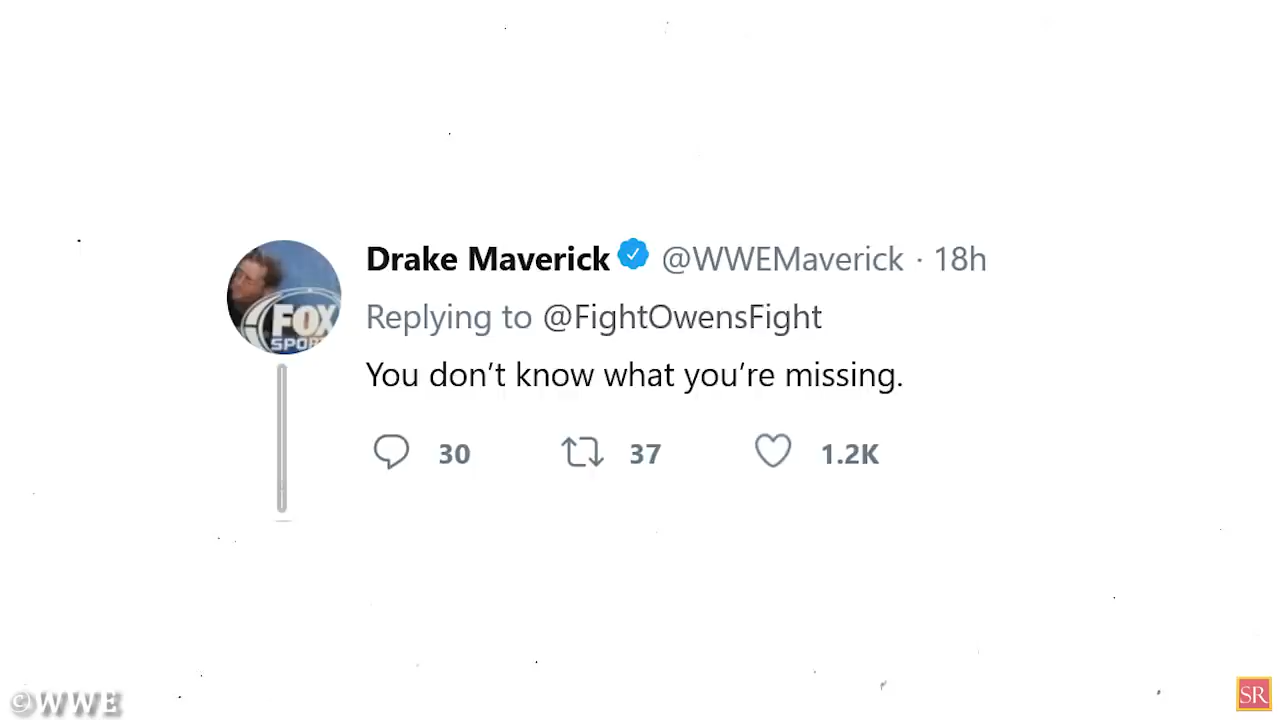 Drake Maverick @WWEMaverick · 18h
Replying to @FightOwensFight
FOX
SPOR
You don't know what you're missing.
30 37 1.2K
©WWE
SR